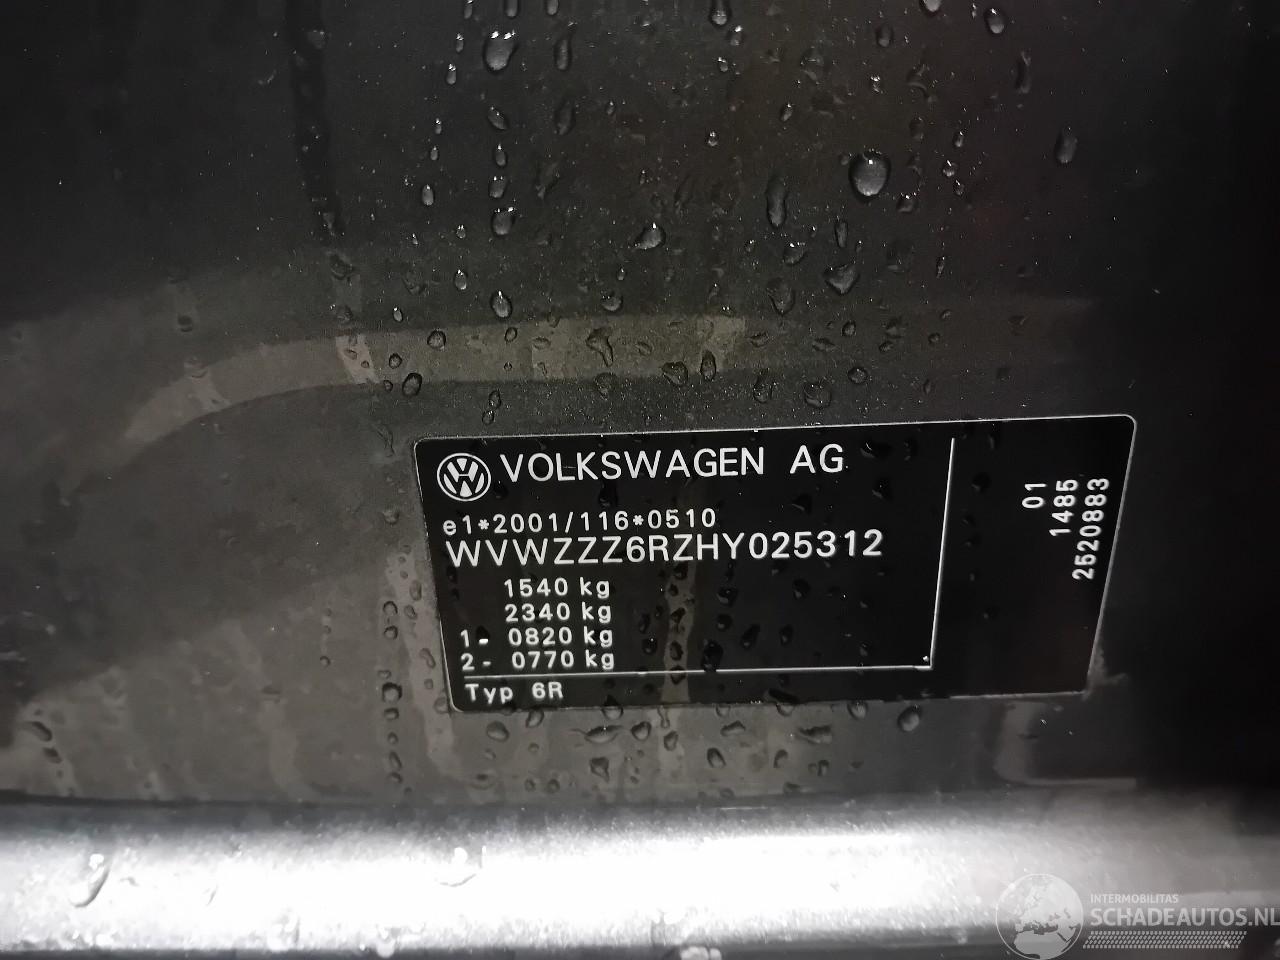 VOLKSWAGEN AG
e1*2001/116*0510
WVWZZZ6RZHY025312
1540 kg
2340 kg
1- 0820 kg
2- 0770 kg
Typ 6R
01
1485
2520883
INTERMOBILITAS
SCHADEAUTOS.NL